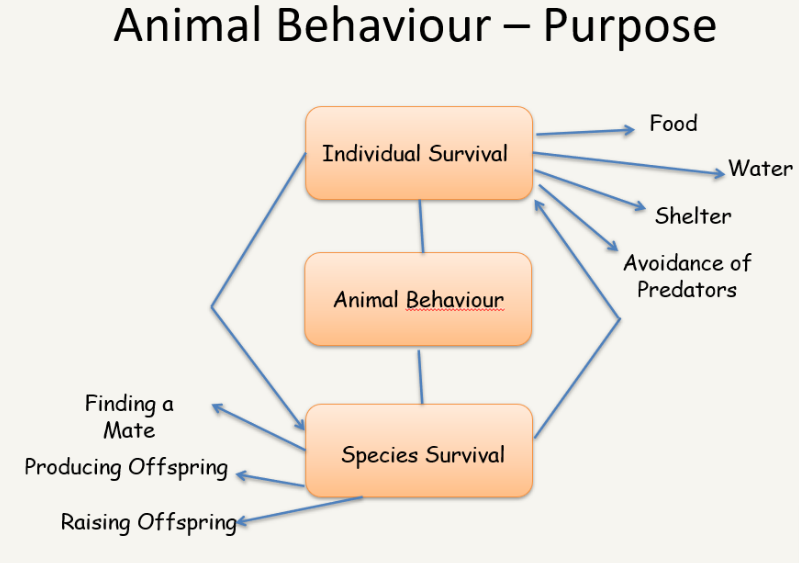 Animal Behaviour – Purpose
Individual Survival
Food
Water
Shelter
Avoidance of
Predators
Animal Behaviour
Species Survival
Finding a
Mate
Producing Offspring
Raising Offspring